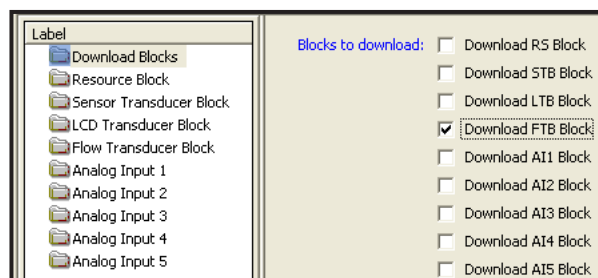 Label
Download Blocks
Resource Block
Sensor Transducer Block
LCD Transducer Block
Flow Transducer Block
Analog Input 1
Analog Input 2
Analog Input 3
Analog Input 4
Analog Input 5
Blocks to download:
Download RS Block
Download STB Block
Download LTB Block
Download FTB Block
Download AI1 Block
Download AI2 Block
Download AI3 Block
Download AI4 Block
Download AI5 Block